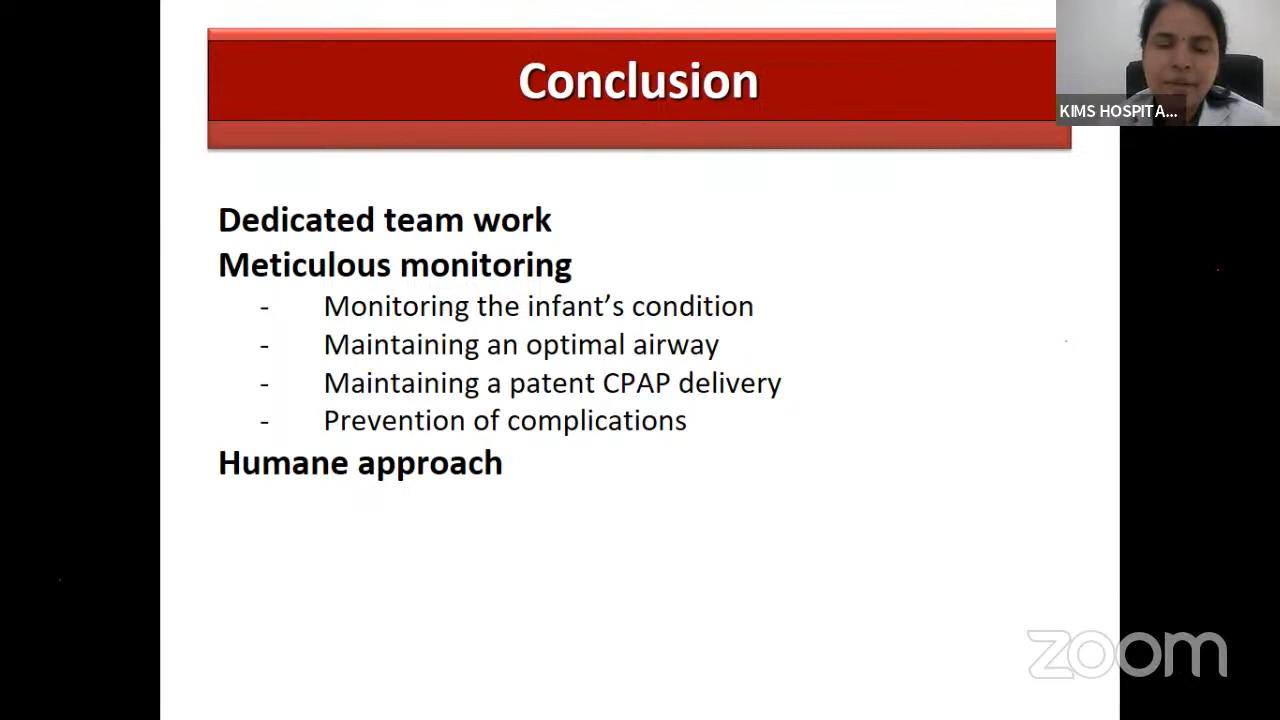 Conclusion
KIMS HOSPITA...
Dedicated team work
Meticulous monitoring
- Monitoring the infant's condition
- Maintaining an optimal airway
- Maintaining a patent CPAP delivery
- Prevention of complications
Humane approach
zoom